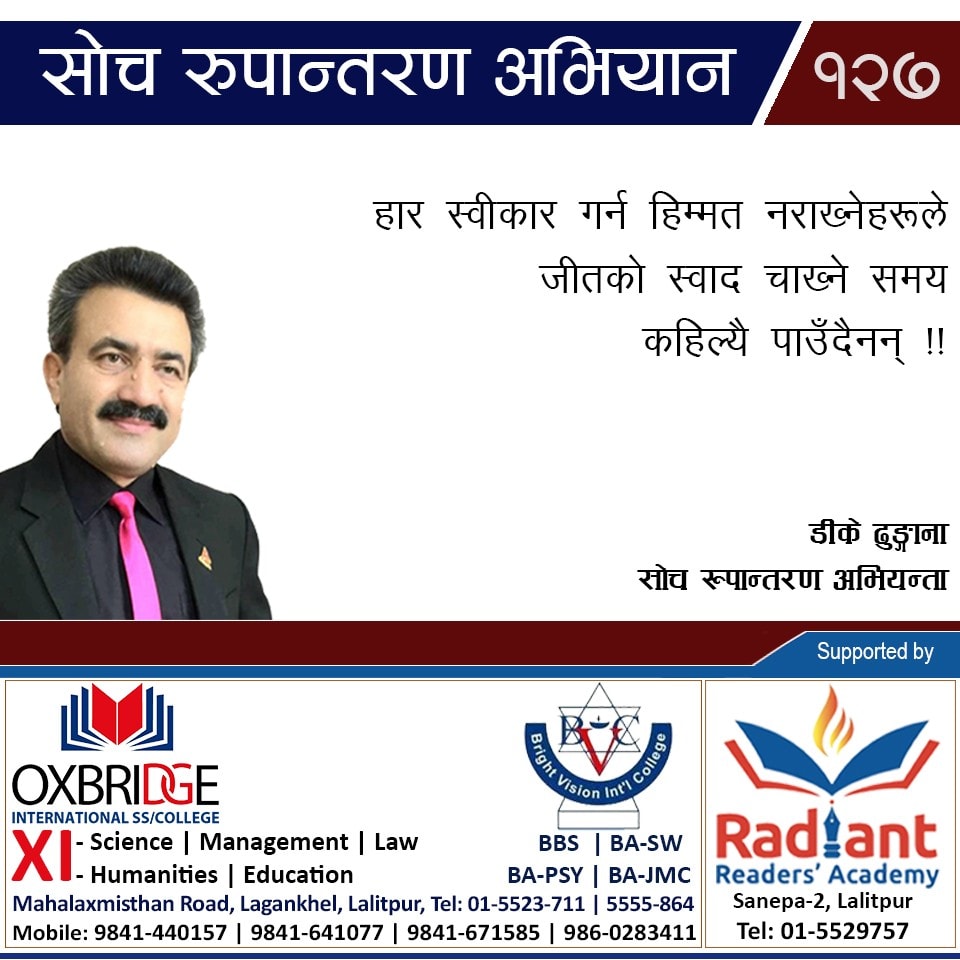 सोच रुपान्तरण अभियान १२७
हार स्वीकार गर्न हिम्मत नराख्नेहरूले
जीतको स्वाद चाख्ने समय
कहिल्यै पाउँदैनन् !!
डीके ढुङ्गाना
सोच रूपान्तरण अभियन्ता
Supported by
OXBRIDGE
INTERNATIONAL SS/COLLEGE
XI - Science | Management | Law
- Humanities | Education
BVC
Bright Vision Int'l College
BBS | BA-SW
BA-PSY | BA-JMC
Mahalaxmisthan Road, Lagankhel, Lalitpur, Tel: 01-5523-711 | 5555-864
Mobile: 9841-440157 | 9841-641077 | 9841-671585 | 986-0283411
Radiant
Readers' Academy
Sanepa-2, Lalitpur
Tel: 01-5529757